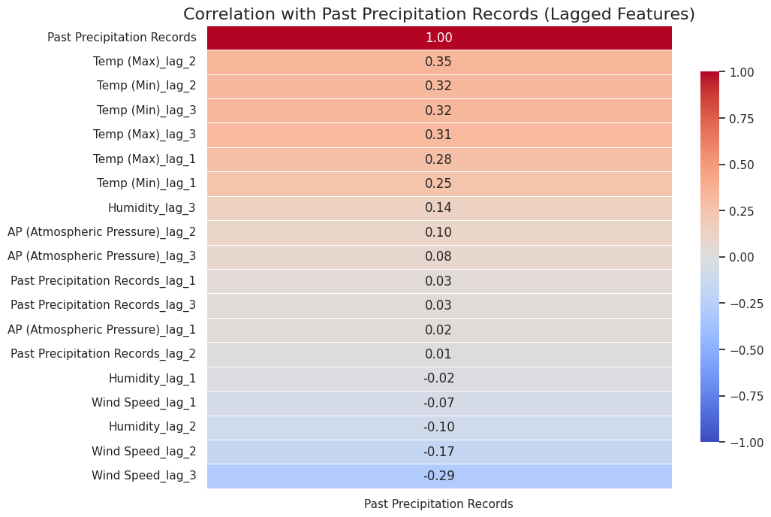 Correlation with Past Precipitation Records (Lagged Features)
Past Precipitation Records 1.00
Temp (Max)_lag_2 0.35
Temp (Min)_lag_2 0.32
Temp (Min)_lag_3 0.32
Temp (Max)_lag_3 0.31
Temp (Max)_lag_1 0.28
Temp (Min)_lag_1 0.25
Humidity_lag_3 0.14
AP (Atmospheric Pressure)_lag_2 0.10
AP (Atmospheric Pressure)_lag_3 0.08
Past Precipitation Records_lag_1 0.03
Past Precipitation Records_lag_3 0.03
AP (Atmospheric Pressure)_lag_1 0.02
Past Precipitation Records_lag_2 0.01
Humidity_lag_1 -0.02
Wind Speed_lag_1 -0.07
Humidity_lag_2 -0.10
Wind Speed_lag_2 -0.17
Wind Speed_lag_3 -0.29
Past Precipitation Records
1.00
0.75
0.50
0.25
0.00
−0.25
−0.50
−0.75
−1.00